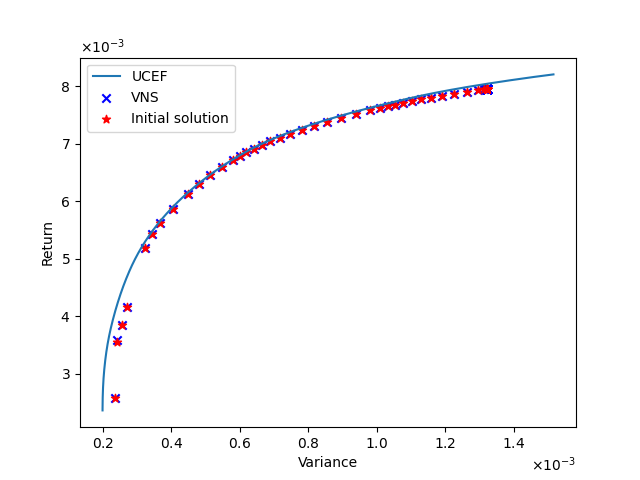 ×10⁻³
UCEF
VNS
Initial solution
8
7
6
5
4
3
Return
0.2 0.4 0.6 0.8 1.0 1.2 1.4
Variance
×10⁻³